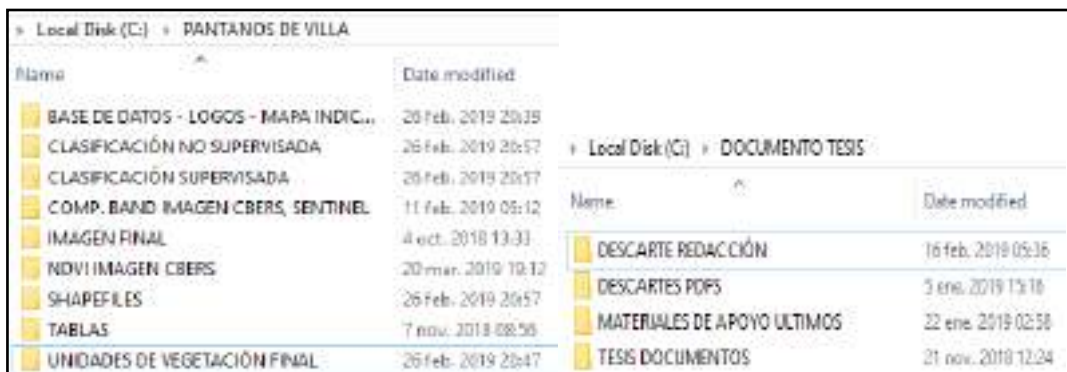 Local Disk (C:) PANTANOS DE VILLA
Name Date modified
BASE DE DATOS - LOGOS - MAPA INDIC... 26 feb. 2019 20:39
CLASIFICACIÓN NO SUPERVISADA 26 feb. 2019 20:57
CLASIFICACIÓN SUPERVISADA 26 feb. 2019 20:57
COMP. BAND IMAGEN CBERS, SENTINEL 11 feb. 2019 05:12
IMAGEN FINAL 4 oct. 2018 13:33
NDVI IMAGEN CBERS 20 mar. 2019 19:12
SHAPEFILES 26 feb. 2019 20:57
TABLAS 7 nov. 2018 08:56
UNIDADES DE VEGETACIÓN FINAL 26 feb. 2019 20:47
Local Disk (C:) DOCUMENTO TESIS
Name Date modified
DESCARTE REDACCIÓN 16 feb. 2019 05:36
DESCARTES PDFS 5 ene. 2019 15:16
MATERIALES DE APOYO ULTIMOS 22 ene. 2019 02:58
TESIS DOCUMENTOS 21 nov. 2018 12:24